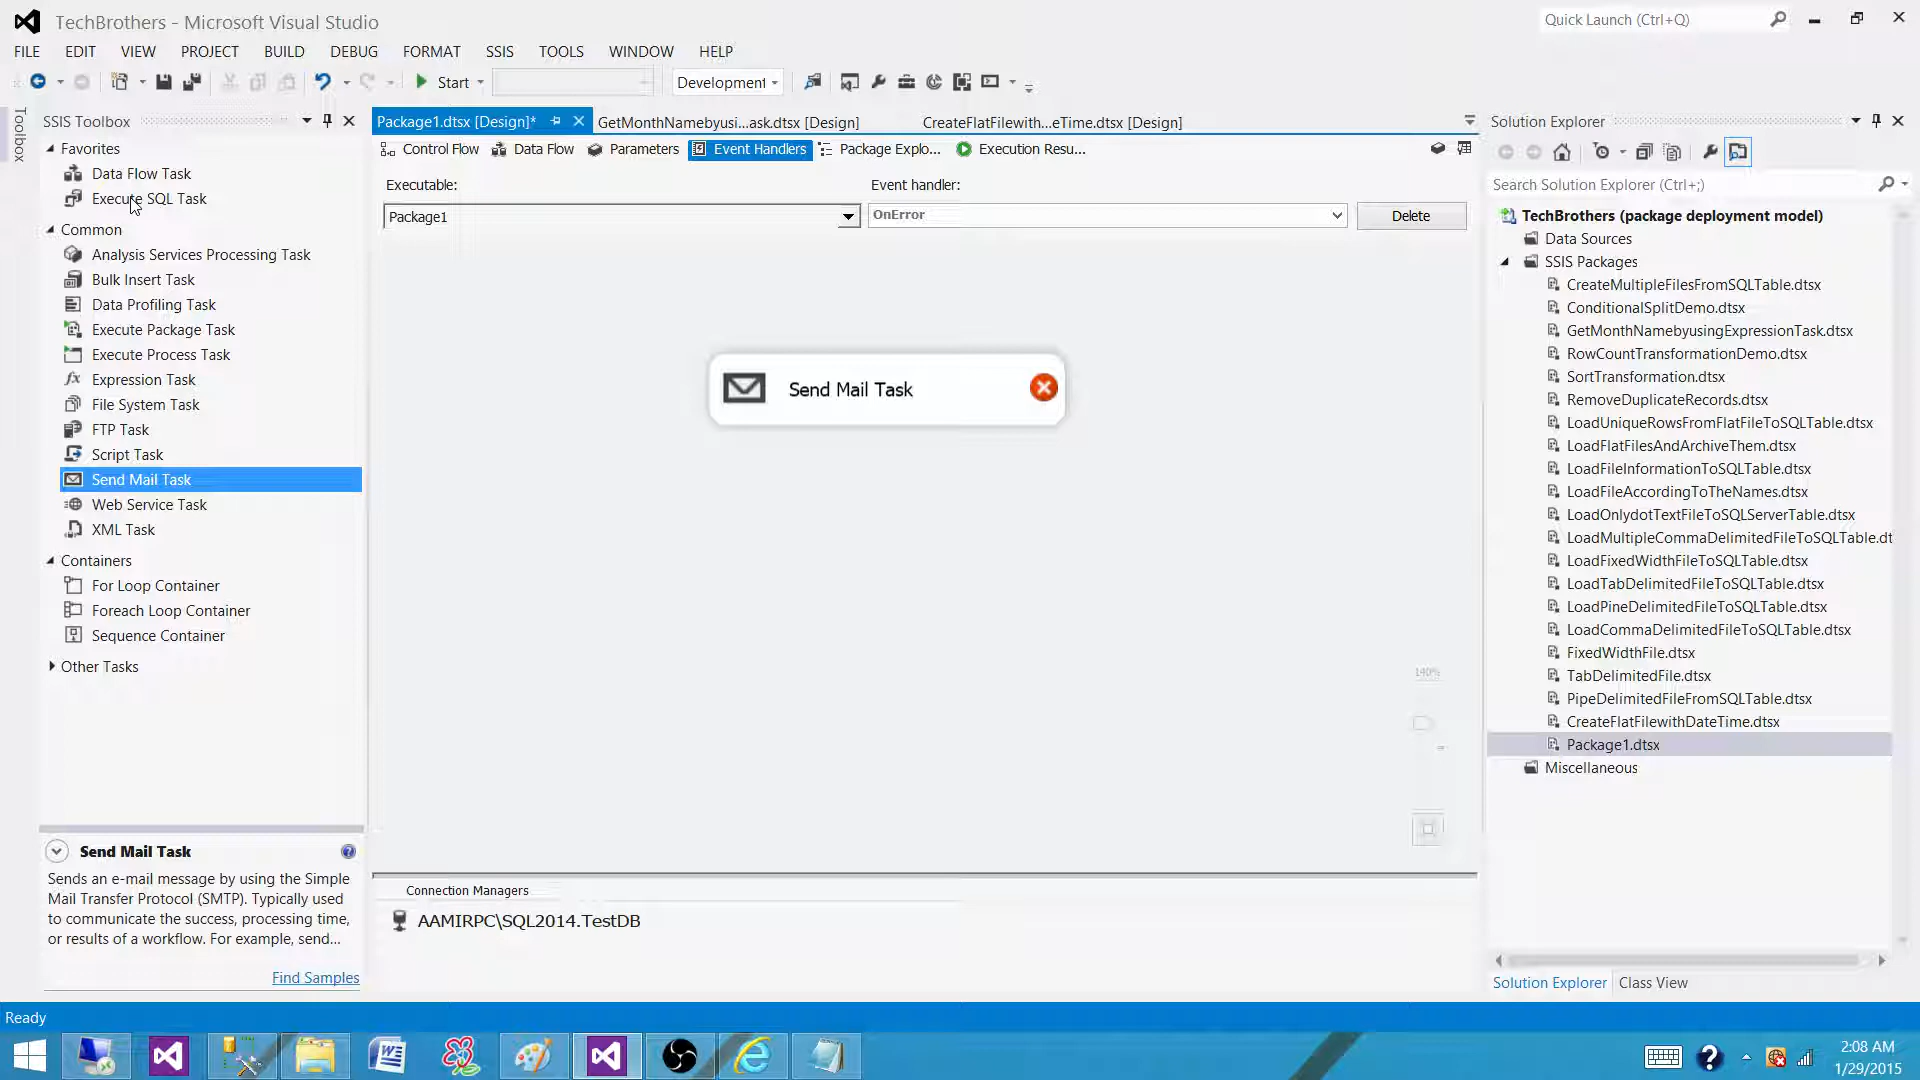 TechBrothers - Microsoft Visual Studio
Quick Launch (Ctrl+Q)
FILE EDIT VIEW PROJECT BUILD DEBUG FORMAT SSIS TOOLS WINDOW HELP
Start Development
Toolbox
SSIS Toolbox
Favorites
Data Flow Task
Execute SQL Task
Common
Analysis Services Processing Task
Bulk Insert Task
Data Profiling Task
Execute Package Task
Execute Process Task
Expression Task
File System Task
FTP Task
Script Task
Send Mail Task
Web Service Task
XML Task
Containers
For Loop Container
Foreach Loop Container
Sequence Container
Other Tasks
Send Mail Task
Sends an e-mail message by using the Simple
Mail Transfer Protocol (SMTP). Typically used
to communicate the success, processing time,
or results of a workflow. For example, send...
Find Samples
Package1.dtsx [Design]* GetMonthNamebyusi...ask.dtsx [Design] CreateFlatFilewith...eTime.dtsx [Design]
Control Flow Data Flow Parameters Event Handlers Package Explo... Execution Resu...
Executable: Event handler:
Package1 OnError Delete
Send Mail Task
140%
Connection Managers
AAMIRPC\SQL2014.TestDB
Solution Explorer
Search Solution Explorer (Ctrl+;)
TechBrothers (package deployment model)
Data Sources
SSIS Packages
CreateMultipleFilesFromSQLTable.dtsx
ConditionalSplitDemo.dtsx
GetMonthNamebyusingExpressionTask.dtsx
RowCountTransformationDemo.dtsx
SortTransformation.dtsx
RemoveDuplicateRecords.dtsx
LoadUniqueRowsFromFlatFileToSQLTable.dtsx
LoadFlatFilesAndArchiveThem.dtsx
LoadFileInformationToSQLTable.dtsx
LoadFileAccordingToTheNames.dtsx
LoadOnlydotTextFileToSQLServerTable.dtsx
LoadMultipleCommaDelimitedFileToSQLTable.dt
LoadFixedWidthFileToSQLTable.dtsx
LoadTabDelimitedFileToSQLTable.dtsx
LoadPineDelimitedFileToSQLTable.dtsx
LoadCommaDelimitedFileToSQLTable.dtsx
FixedWidthFile.dtsx
TabDelimitedFile.dtsx
PipeDelimitedFileFromSQLTable.dtsx
CreateFlatFilewithDateTime.dtsx
Package1.dtsx
Miscellaneous
Solution Explorer Class View
Ready
2:08 AM
1/29/2015